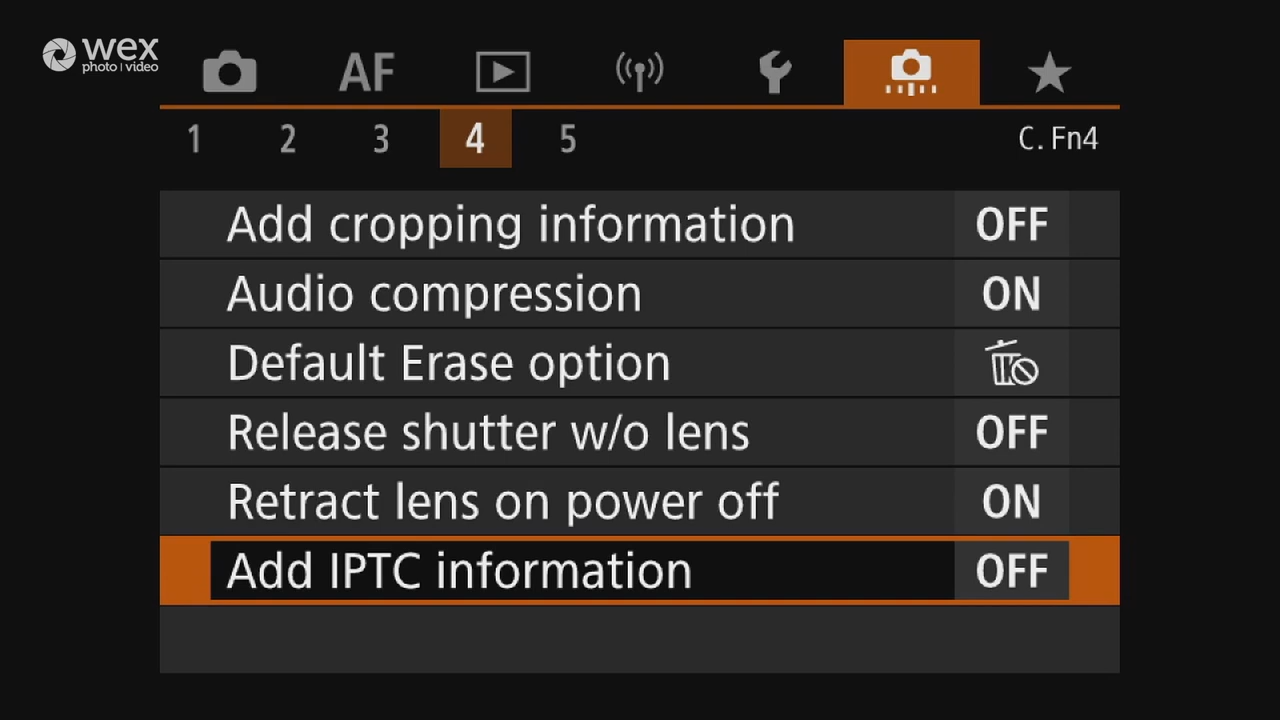 wex
photo | video
AF
1 2 3 4 5 C.Fn4
Add cropping information OFF
Audio compression ON
Default Erase option
Release shutter w/o lens OFF
Retract lens on power off ON
Add IPTC information OFF